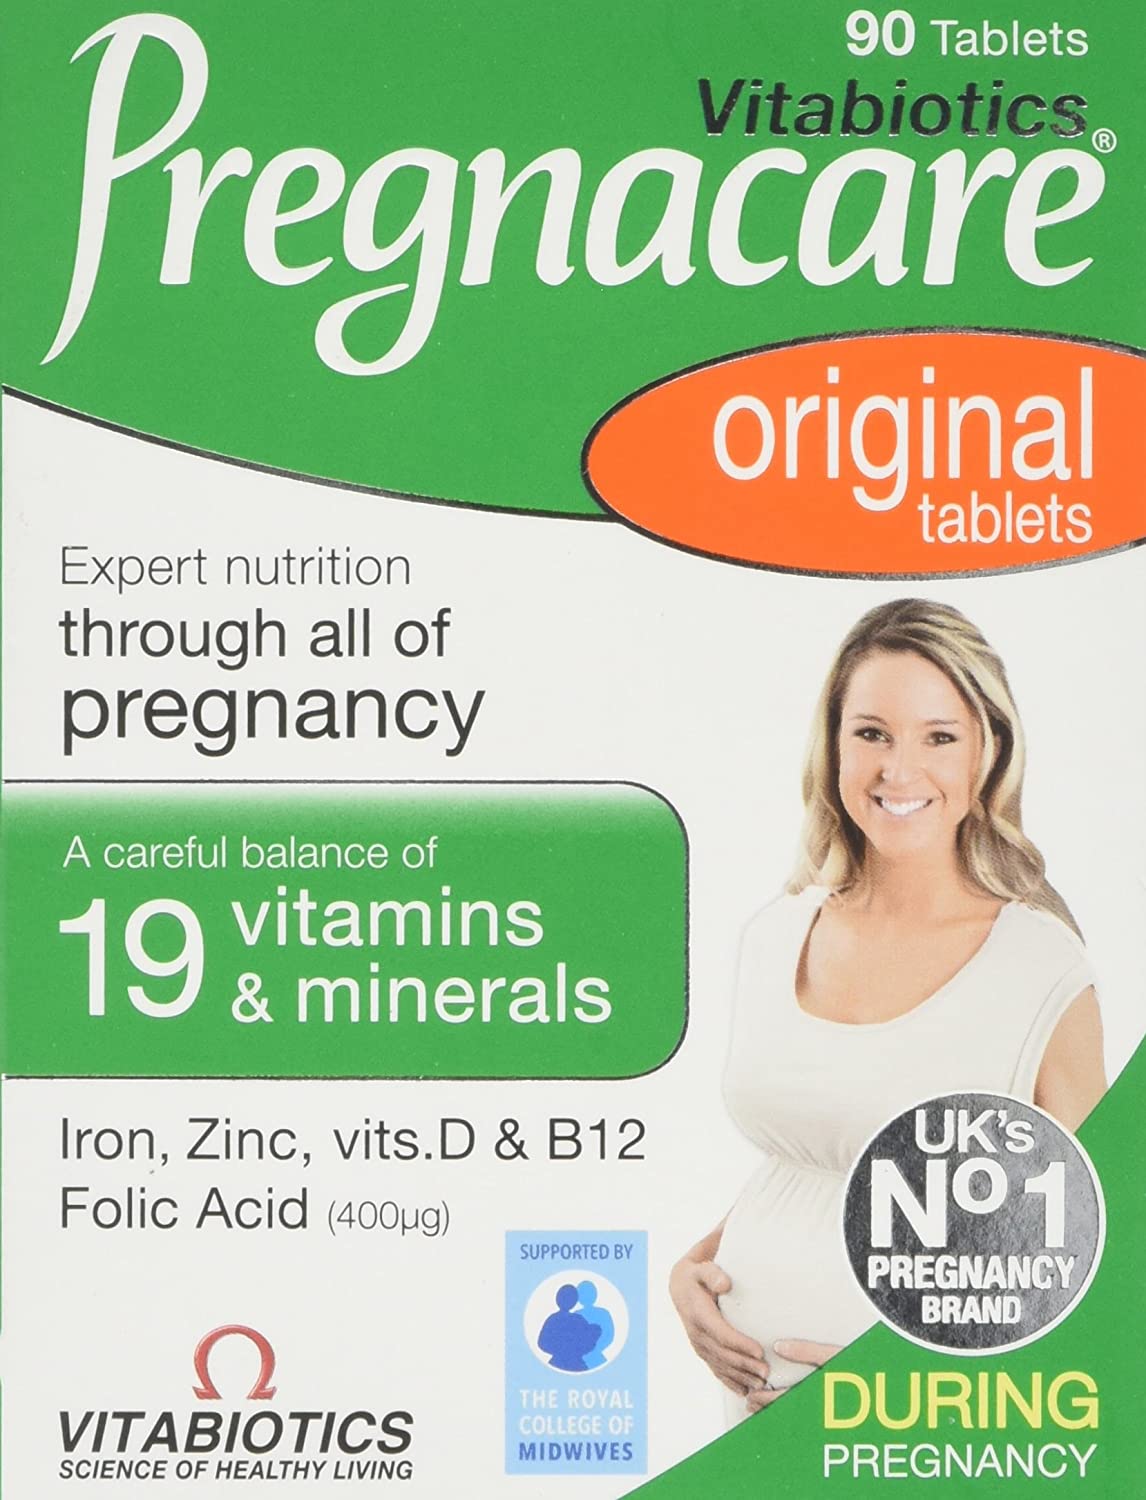 90 Tablets
Vitabiotics
Pregnacare®
original
tablets
Expert nutrition
through all of
pregnancy
A careful balance of
19 vitamins
& minerals
Iron, Zinc, vits.D & B12
Folic Acid (400µg)
SUPPORTED BY
THE ROYAL
COLLEGE OF
MIDWIVES
UK's
No1
PREGNANCY
BRAND
VITABIOTICS
SCIENCE OF HEALTHY LIVING
DURING
PREGNANCY